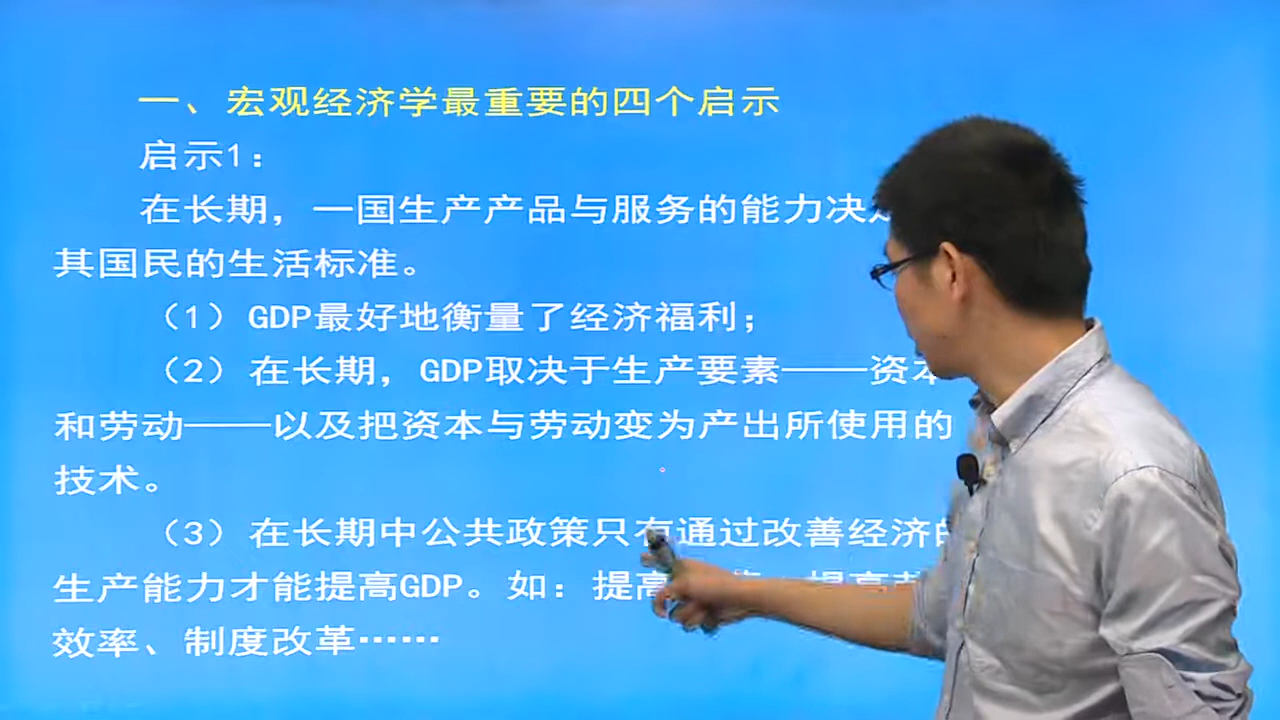 一、宏观经济学最重要的四个启示
启示1：
在长期，一国生产产品与服务的能力决定
其国民的生活标准。
（1）GDP最好地衡量了经济福利；
（2）在长期，GDP取决于生产要素——资本
和劳动——以及把资本与劳动变为产出所使用的
技术。
（3）在长期中公共政策只有通过改善经济的
生产能力才能提高GDP。如：提高
效率、制度改革……